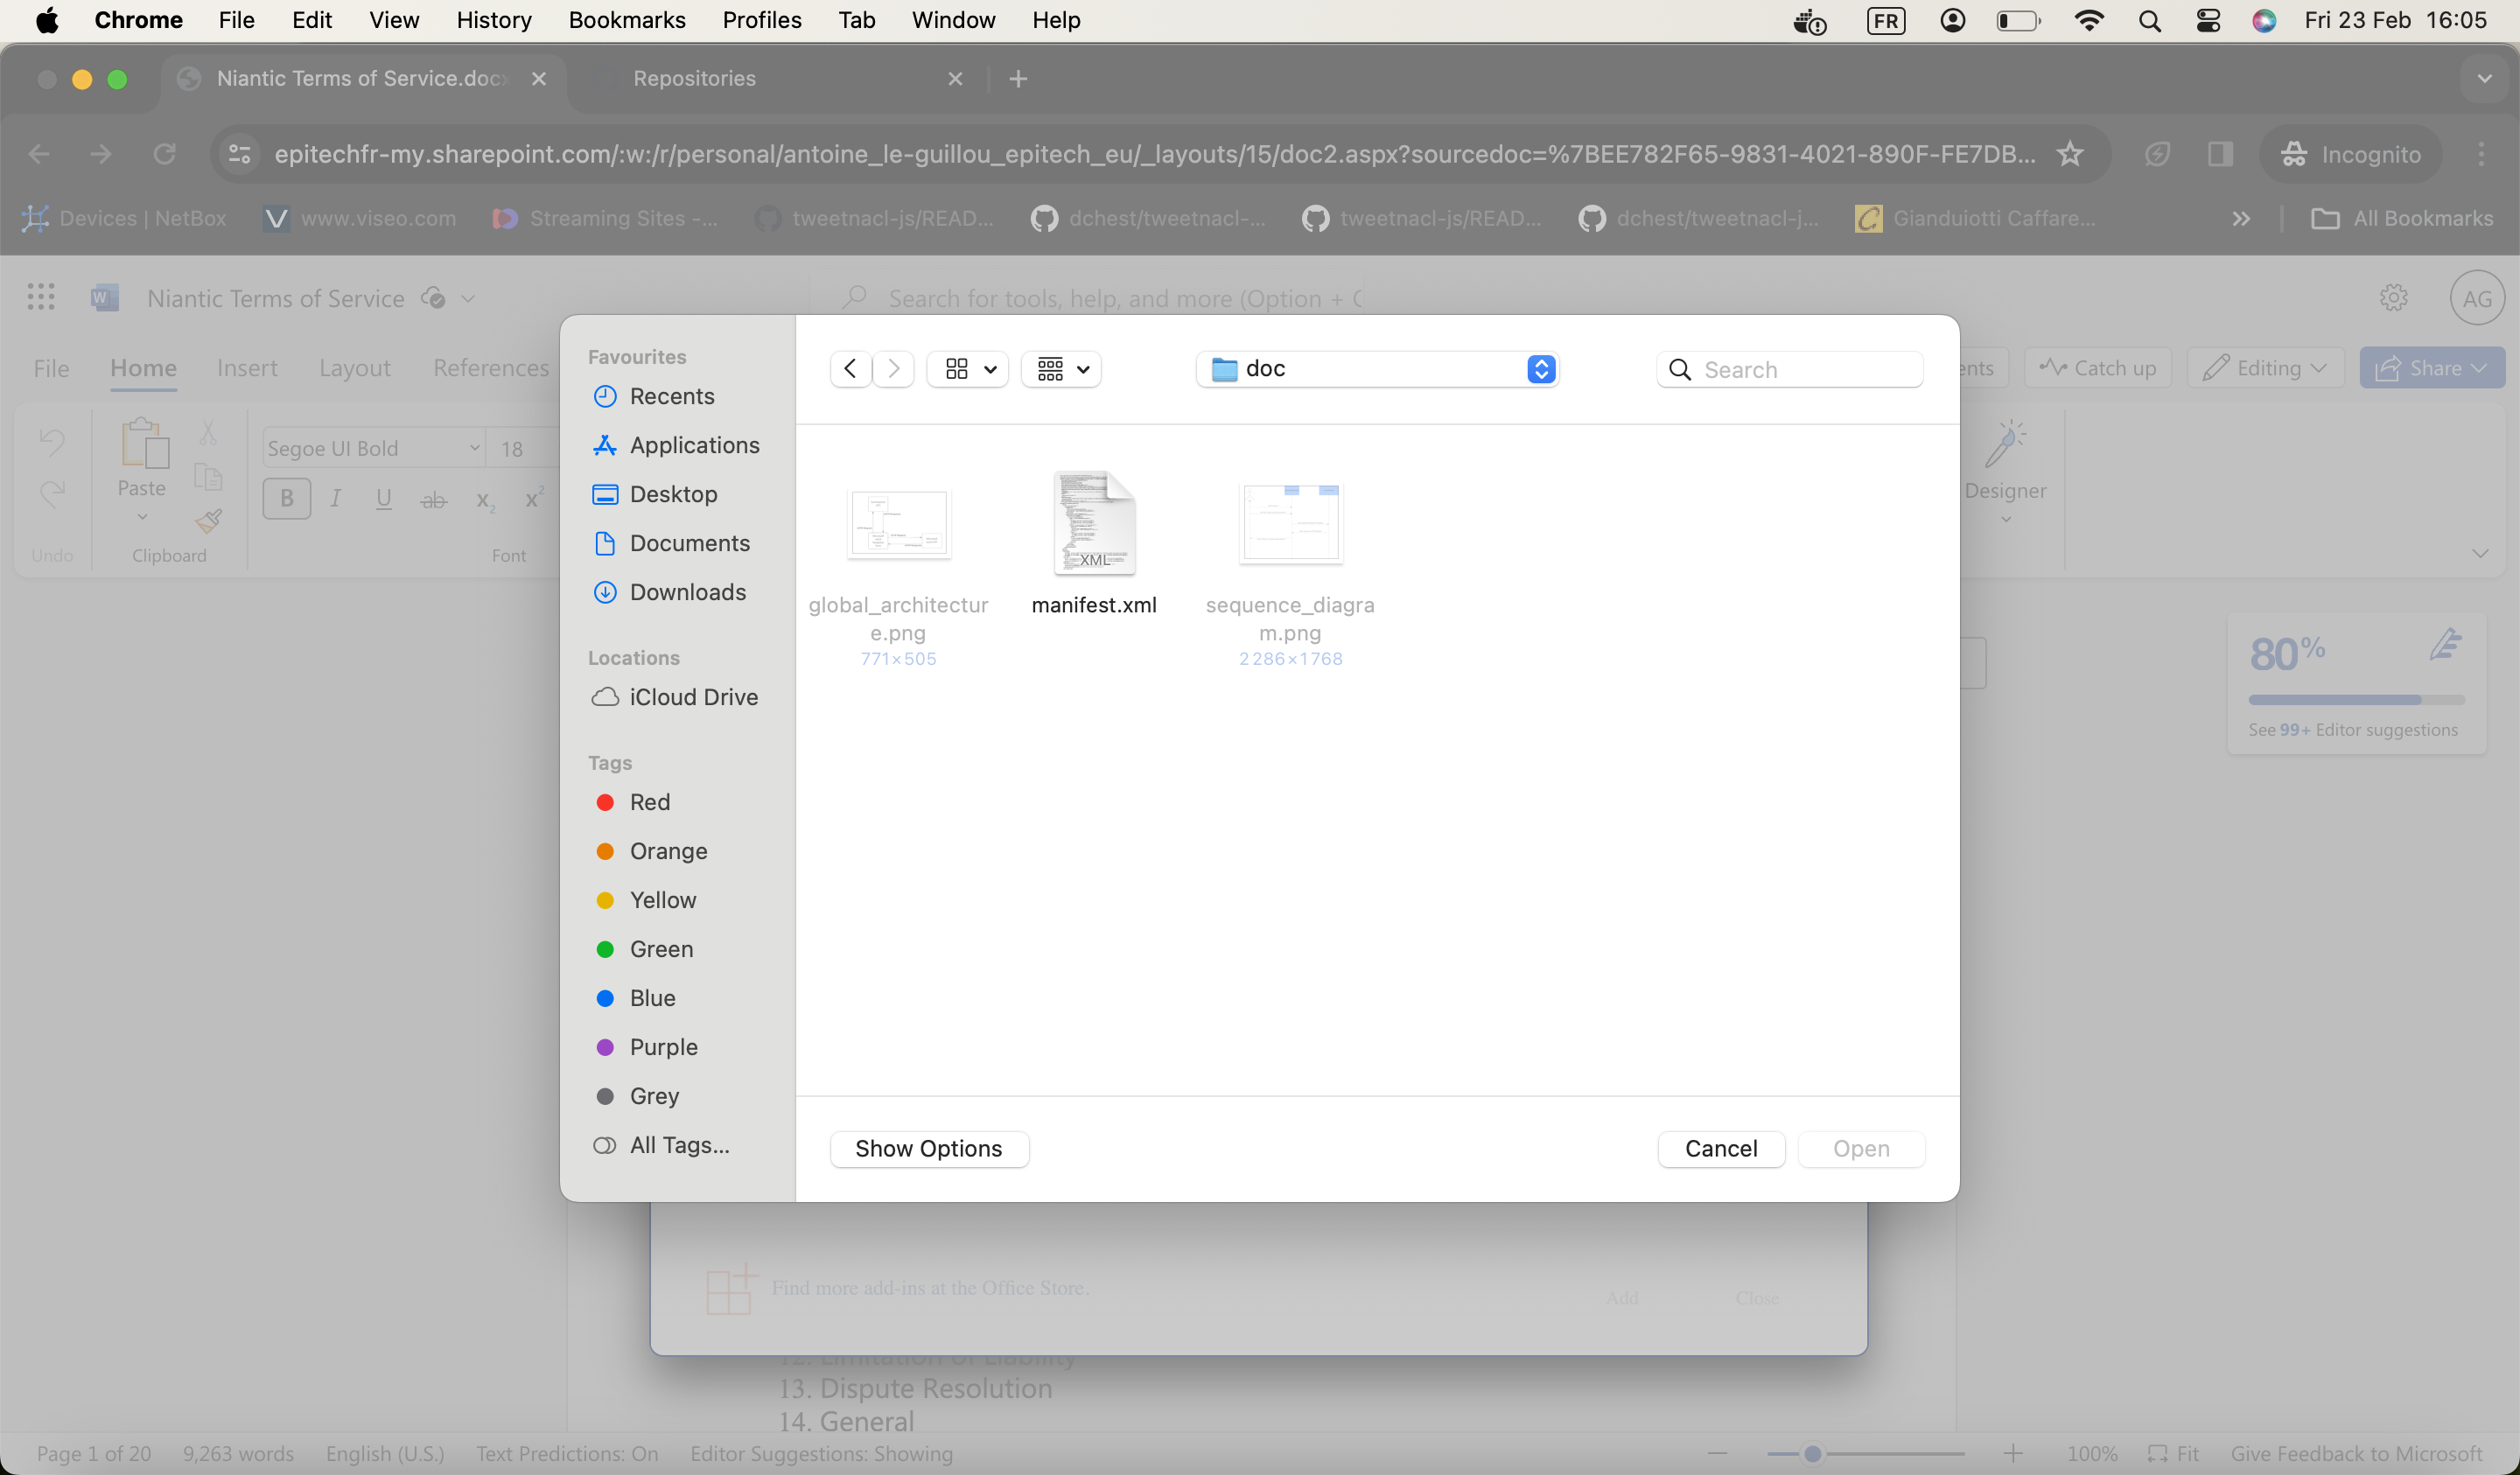 Chrome File Edit View History Bookmarks Profiles Tab Window Help FR Fri 23 Feb 16:05
Niantic Terms of Service.docx Repositories
epitechfr-my.sharepoint.com/:w:/r/personal/antoine_le-guillou_epitech_eu/_layouts/15/doc2.aspx?sourcedoc=%7BEE782F65-9831-4021-890F-FE7DB... Incognito
Devices | NetBox www.viseo.com Streaming Sites -... tweetnacl-js/READ... dchest/tweetnacl-... tweetnacl-js/READ... dchest/tweetnacl-j... Gianduiotti Caffare... All Bookmarks
W Niantic Terms of Service Search for tools, help, and more (Option + AG
File Home Insert Layout References ents Catch up Editing Share
Segoe UI Bold 18
Paste
B I U ab x₂ x²
Designer
Undo Clipboard Font
80%
See 99+ Editor suggestions
Favourites
Recents
Applications
Desktop
Documents
Downloads
Locations
iCloud Drive
Tags
Red
Orange
Yellow
Green
Blue
Purple
Grey
All Tags...
doc
Search
XML
global_architectur
e.png
771×505
manifest.xml
sequence_diagra
m.png
2 286×1 768
Show Options Cancel Open
Find more add-ins at the Office Store.
Add Close
12. Limitation of Liability
13. Dispute Resolution
14. General
Page 1 of 20 9,263 words English (U.S.) Text Predictions: On Editor Suggestions: Showing 100% Fit Give Feedback to Microsoft